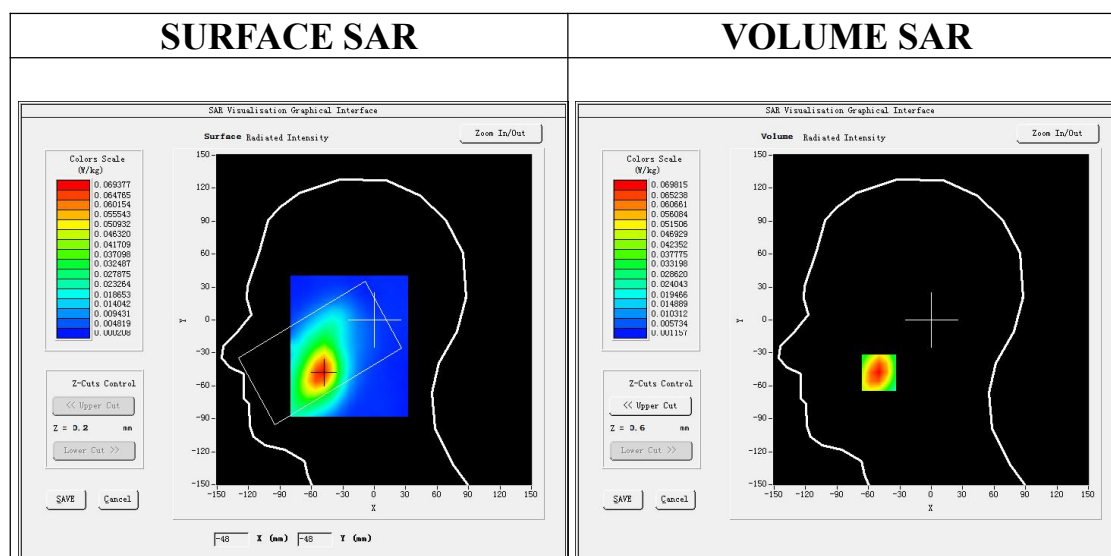 SURFACE SAR
VOLUME SAR
SAR Visualisation Graphical Interface
Surface Radiated Intensity
Zoom In/Out
Colors Scale
(W/kg)
0.069377
0.064765
0.060154
0.055543
0.050932
0.046320
0.041709
0.037098
0.032487
0.027875
0.023264
0.018653
0.014042
0.009431
0.004819
0.000208
Z-Cuts Control
<< Upper Cut
Z = 0.2 mm
Lower Cut >>
SAVE Cancel
150
120
90
60
30
0
-30
-60
-90
-120
-150
Y
-150 -120 -90 -60 -30 0 30 60 90 120 150
X
-48 X (mm) -48 Y (mm)
SAR Visualisation Graphical Interface
Volume Radiated Intensity
Zoom In/Out
Colors Scale
(W/kg)
0.069815
0.065238
0.060661
0.056084
0.051506
0.046929
0.042352
0.037775
0.033198
0.028620
0.024043
0.019466
0.014889
0.010312
0.005734
0.001157
Z-Cuts Control
<< Upper Cut
Z = 0.6 mm
Lower Cut >>
SAVE Cancel
150
120
90
60
30
0
-30
-60
-90
-120
-150
Y
-150 -120 -90 -60 -30 0 30 60 90 120 150
X